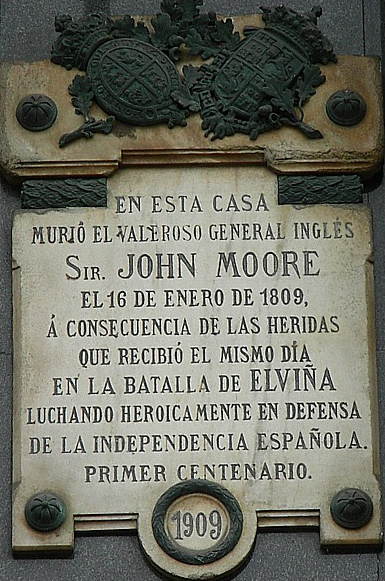 EN ESTA CASA
MURIÓ EL VALEROSO GENERAL INGLÉS
SIR. JOHN MOORE
EL 16 DE ENERO DE 1809,
Á CONSECUENCIA DE LAS HERIDAS
QUE RECIBIÓ EL MISMO DÍA
EN LA BATALLA DE ELVIÑA
LUCHANDO HEROICAMENTE EN DEFENSA
DE LA INDEPENDENCIA ESPAÑOLA.
PRIMER CENTENARIO.
1909